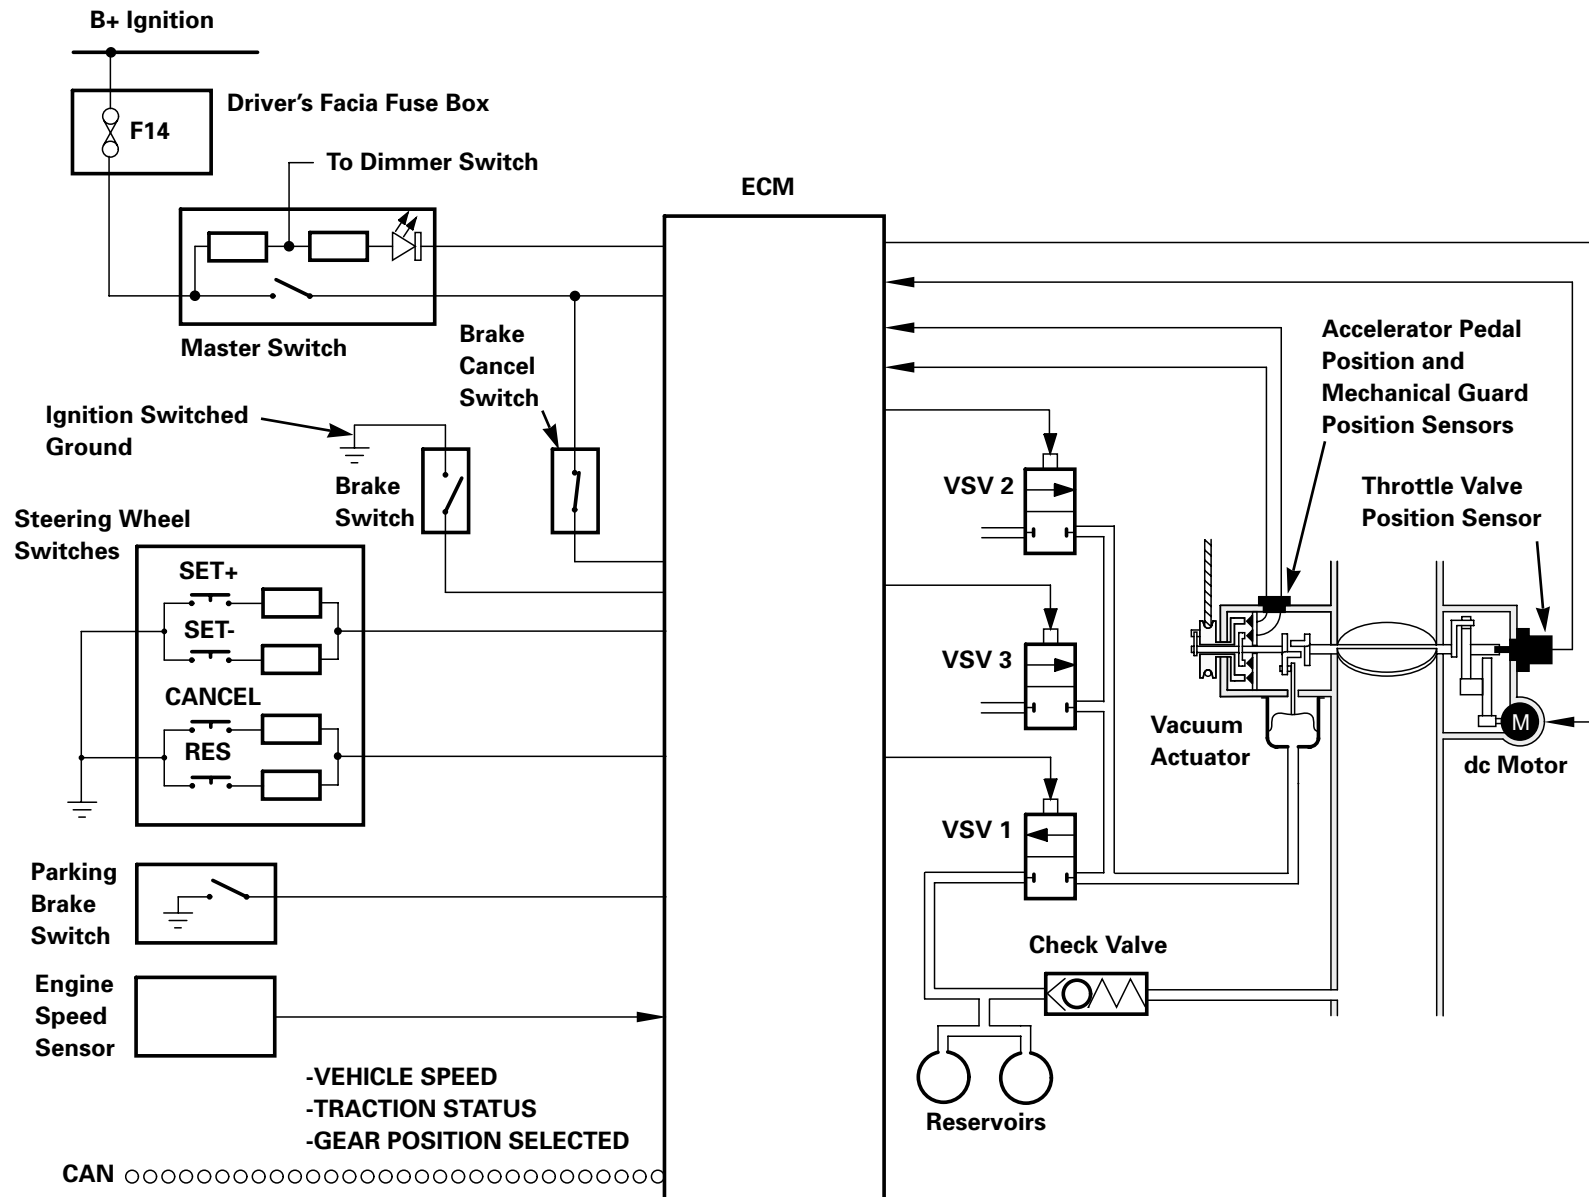 B+ Ignition
Driver's Facia Fuse Box
F14
To Dimmer Switch
ECM
Master Switch
Brake
Cancel
Switch
Ignition Switched
Ground
Brake
Switch
Steering Wheel
Switches
SET+
SET-
CANCEL
RES
Parking
Brake
Switch
Engine
Speed
Sensor
-VEHICLE SPEED
-TRACTION STATUS
-GEAR POSITION SELECTED
CAN
Accelerator Pedal
Position and
Mechanical Guard
Position Sensors
Throttle Valve
Position Sensor
VSV 2
VSV 3
Vacuum
Actuator
M
dc Motor
VSV 1
Check Valve
Reservoirs